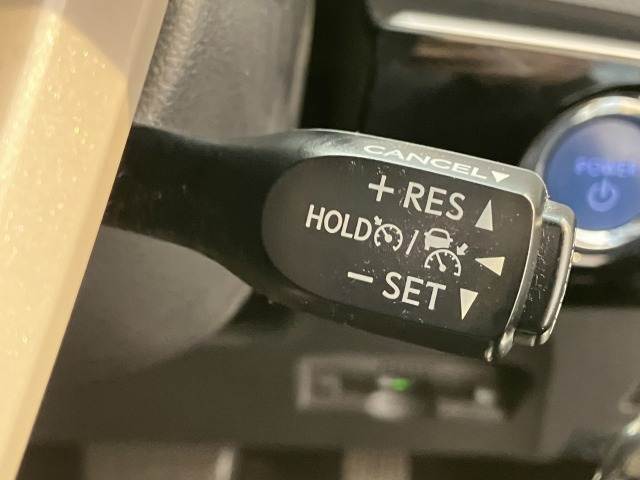 CANCEL▼
+ RES ▲
HOLD / ◀
− SET ▼
POWER